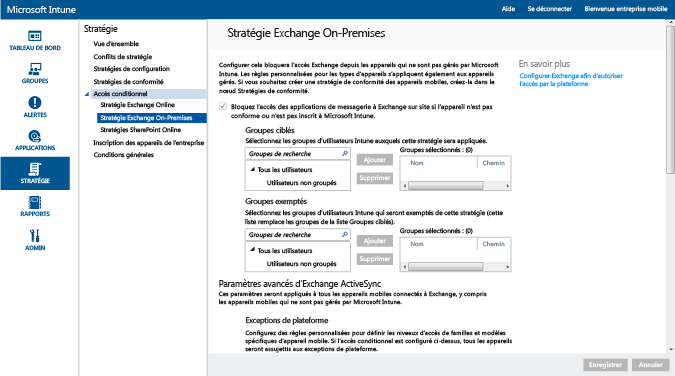 Microsoft Intune
Aide
Se déconnecter
Bienvenue entreprise mobile
TABLEAU DE BORD
GROUPES
ALERTES
APPLICATIONS
STRATÉGIE
RAPPORTS
ADMIN
Stratégie
Vue d'ensemble
Conflits de stratégie
Stratégies de configuration
Stratégies de conformité
Accès conditionnel
Stratégie Exchange Online
Stratégie Exchange On-Premises
Stratégies SharePoint Online
Inscription des appareils de l'entreprise
Conditions générales
Stratégie Exchange On-Premises
Configurer cela bloquera l'accès Exchange depuis les appareils qui ne sont pas gérés par Microsoft
Intune. Les règles personnalisées pour les types d'appareils s'appliquent également aux appareils
gérés. Si vous souhaitez créer une stratégie de conformité des appareils mobiles, créez-la dans le
nœud Stratégies de conformité.
Bloquez l'accès des applications de messagerie à Exchange sur site si l'appareil n'est pas
conforme ou n'est pas inscrit à Microsoft Intune.
Groupes ciblés
Sélectionnez les groupes d'utilisateurs Intune auxquels cette stratégie sera appliquée.
Groupes de recherche
Tous les utilisateurs
Utilisateurs non groupés
Ajouter
Supprimer
Groupes sélectionnés : (0)
Nom
Chemin
Groupes exemptés
Sélectionnez les groupes d'utilisateurs Intune qui seront exemptés de cette stratégie (cette
liste remplace les groupes de la liste Groupes ciblés).
Groupes de recherche
Tous les utilisateurs
Utilisateurs non groupés
Ajouter
Supprimer
Groupes sélectionnés : (0)
Nom
Chemin
Paramètres avancés d'Exchange ActiveSync
Ces paramètres seront appliqués à tous les appareils mobiles connectés à Exchange, y compris
les appareils mobiles qui ne sont pas gérés par Microsoft Intune.
Exceptions de plateforme
Configurez des règles personnalisées pour définir les niveaux d'accès de familles et modèles
spécifiques d'appareil mobile. Si l'accès conditionnel est configuré ci-dessus, tous les appareils
seront assujettis aux exceptions de plateforme.
En savoir plus
Configurer Exchange afin d'autoriser
l'accès par la plateforme
Enregistrer
Annuler